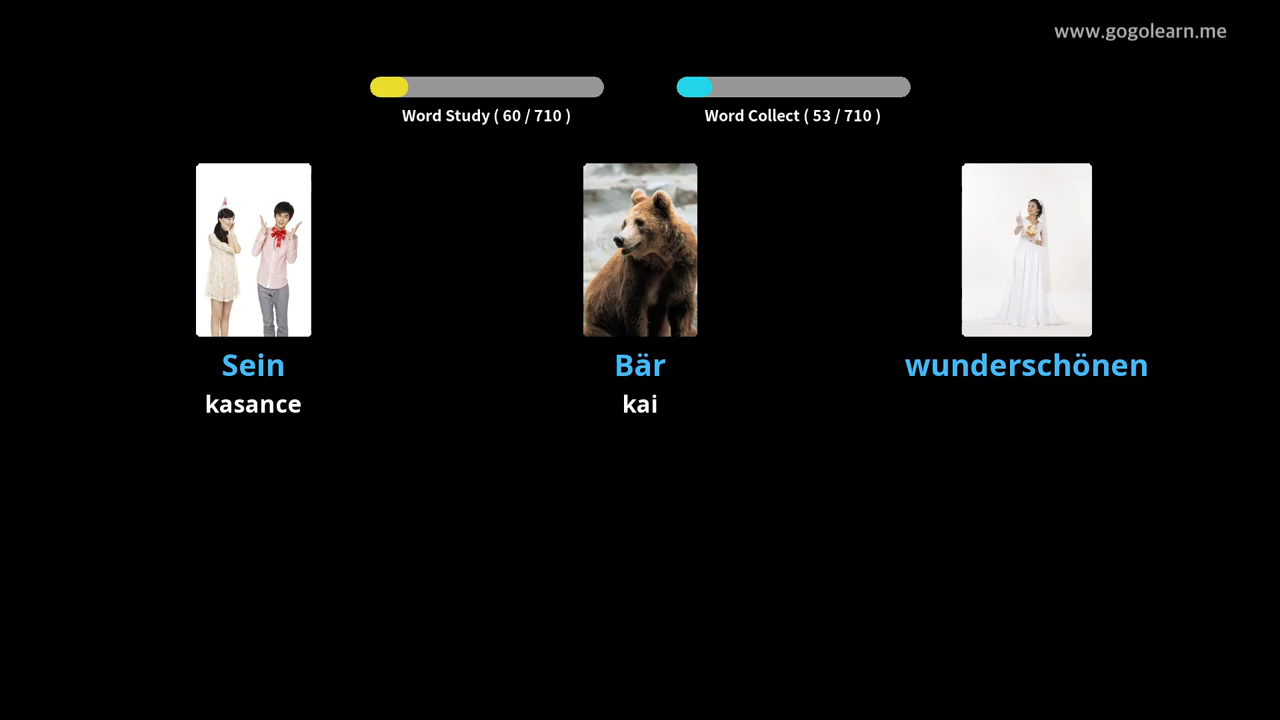 www.gogolearn.me
Word Study ( 60 / 710 )
Word Collect ( 53 / 710 )
Sein
Bär
wunderschönen
kasance
kai